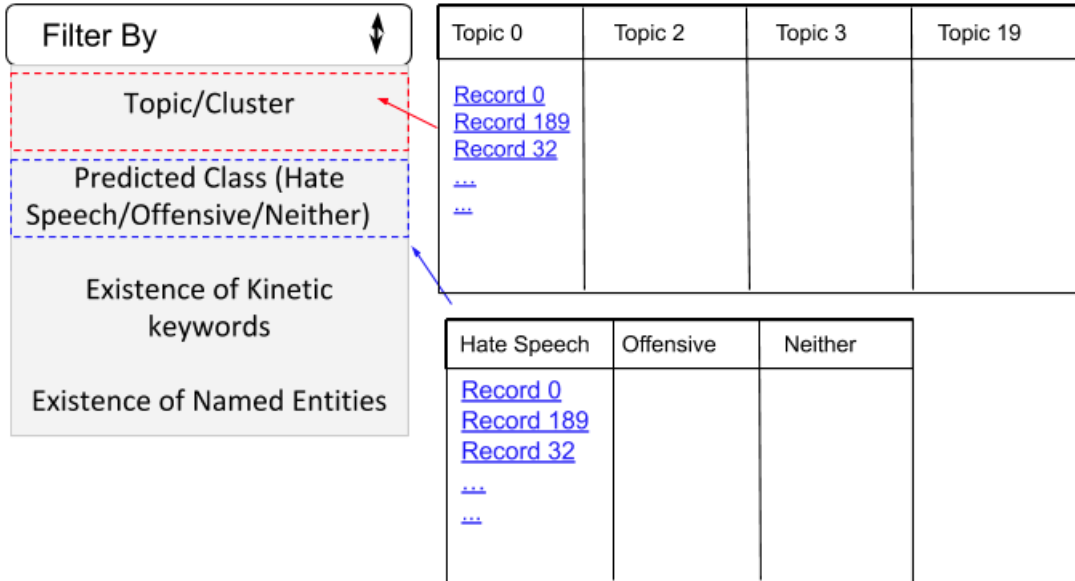 Filter By
Topic/Cluster
Predicted Class (Hate
Speech/Offensive/Neither)
Existence of Kinetic
keywords
Existence of Named Entities
Topic 0 Topic 2 Topic 3 Topic 19
Record 0
Record 189
Record 32
...
...
Hate Speech Offensive Neither
Record 0
Record 189
Record 32
...
...